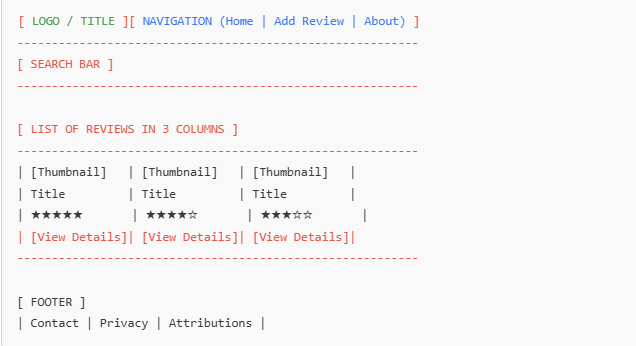 [ LOGO / TITLE ][ NAVIGATION (Home | Add Review | About) ]
----------------------------------------------------------
[ SEARCH BAR ]
----------------------------------------------------------
[ LIST OF REVIEWS IN 3 COLUMNS ]
----------------------------------------------------------
| [Thumbnail]   | [Thumbnail]   | [Thumbnail]   |
| Title         | Title         | Title         |
| ★★★★★       | ★★★★☆       | ★★★☆☆       |
| [View Details]| [View Details]| [View Details]|
----------------------------------------------------------
[ FOOTER ]
| Contact | Privacy | Attributions |